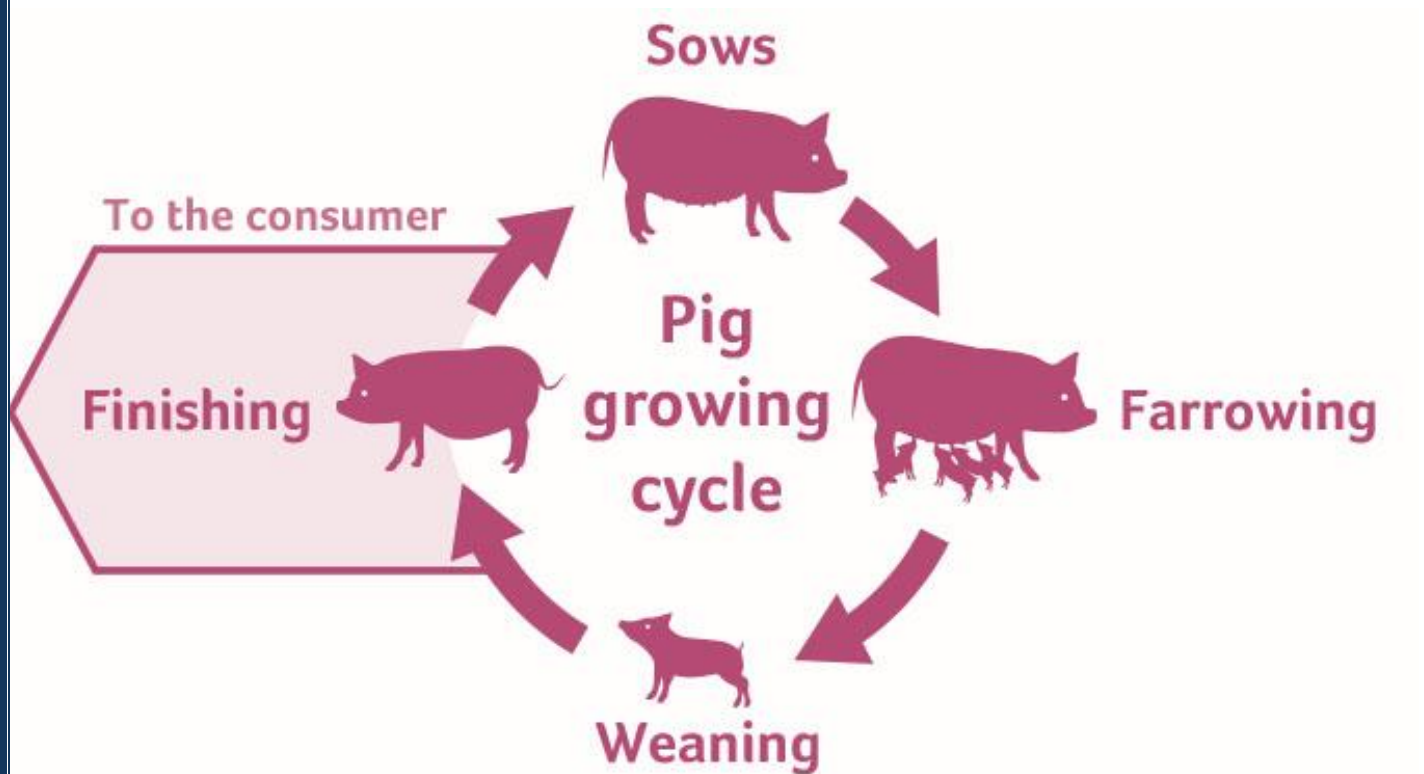 Sows
To the consumer
Pig
growing
cycle
Finishing
Farrowing
Weaning